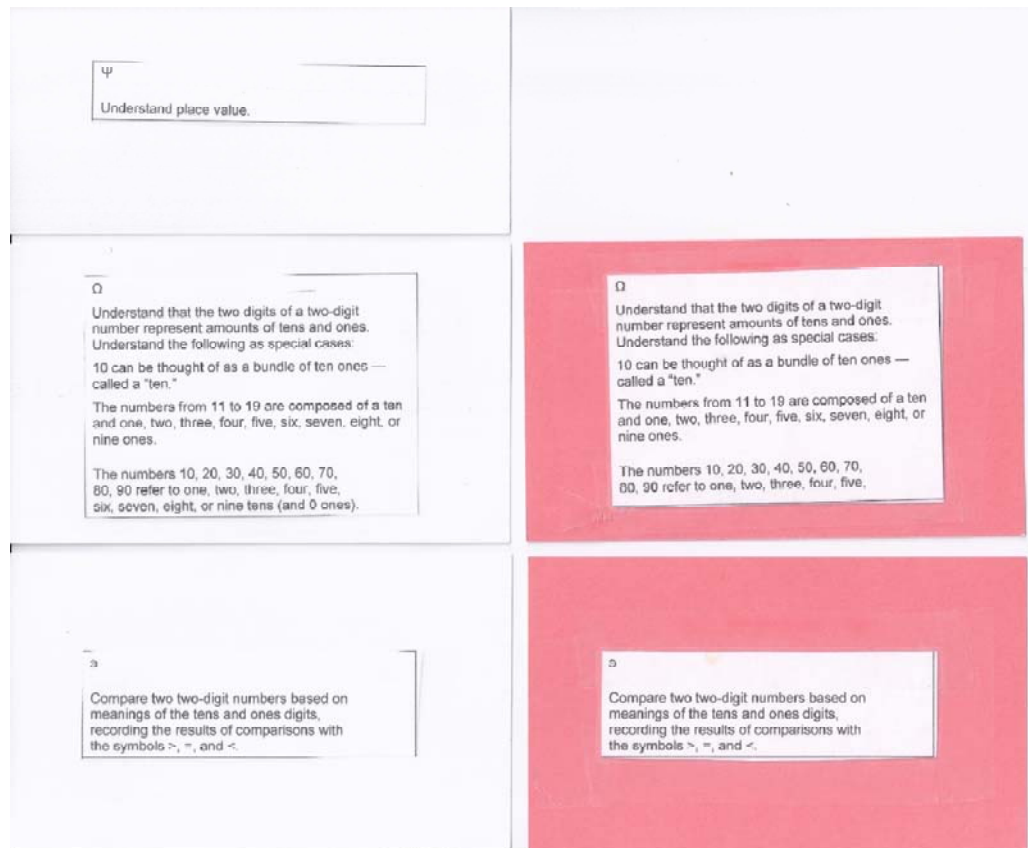 Ψ
Understand place value.
Ω
Understand that the two digits of a two-digit
number represent amounts of tens and ones.
Understand the following as special cases:
10 can be thought of as a bundle of ten ones —
called a “ten.”
The numbers from 11 to 19 are composed of a ten
and one, two, three, four, five, six, seven, eight, or
nine ones.
The numbers 10, 20, 30, 40, 50, 60, 70,
80, 90 refer to one, two, three, four, five,
six, seven, eight, or nine tens (and 0 ones).
Ω
Understand that the two digits of a two-digit
number represent amounts of tens and ones.
Understand the following as special cases:
10 can be thought of as a bundle of ten ones —
called a “ten.”
The numbers from 11 to 19 are composed of a ten
and one, two, three, four, five, six, seven, eight, or
nine ones.
The numbers 10, 20, 30, 40, 50, 60, 70,
80, 90 refer to one, two, three, four, five,
Compare two two-digit numbers based on
meanings of the tens and ones digits,
recording the results of comparisons with
the symbols >, =, and <.
Compare two two-digit numbers based on
meanings of the tens and ones digits,
recording the results of comparisons with
the symbols >, =, and <.